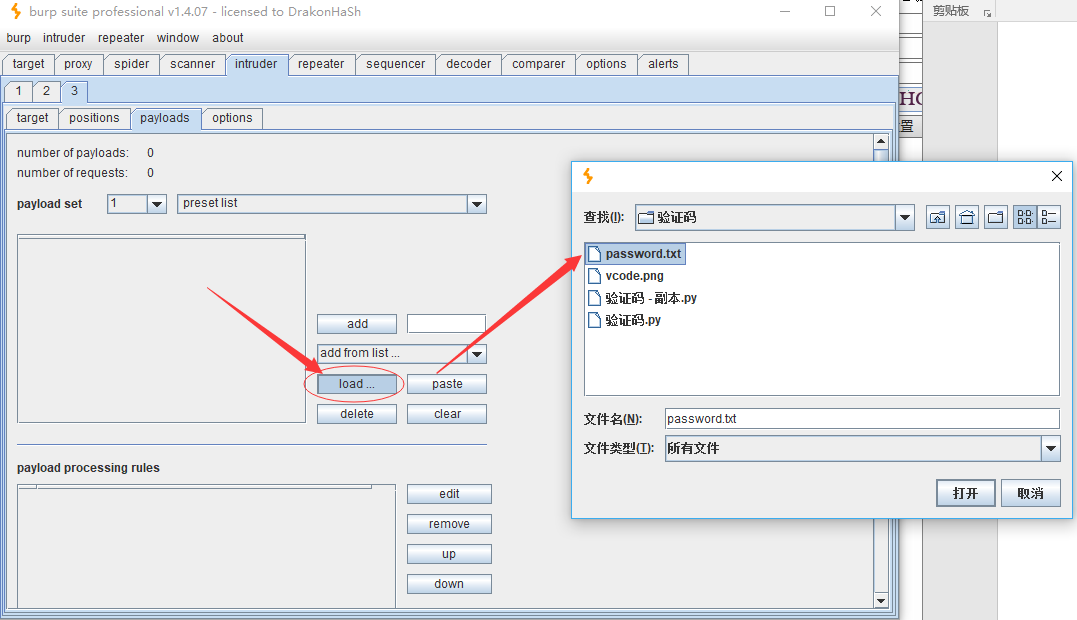 burp suite professional v1.4.07 - licensed to DrakonHaSh
剪贴板
burp intruder repeater window about
target proxy spider scanner intruder repeater sequencer decoder comparer options alerts
1 2 3
HO
target positions payloads options
置
number of payloads: 0
number of requests: 0
payload set 1 preset list
查找(I): 验证码
password.txt
vcode.png
验证码 - 副本.py
验证码.py
add
add from list ...
load ... paste
delete clear
文件名(N): password.txt
文件类型(T): 所有文件
打开 取消
payload processing rules
edit
remove
up
down